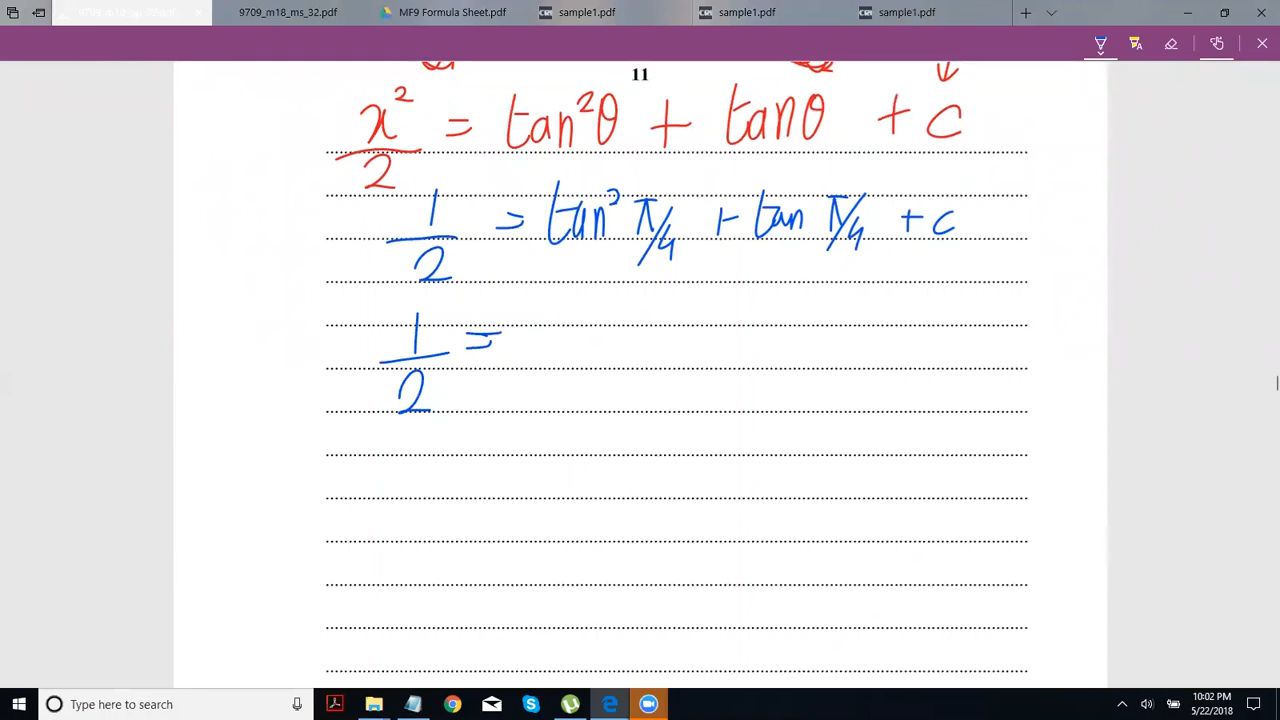 9709_m18_ms_32.pdf MF9 Formula Sheet.pdf sample1.pdf sample1.pdf sample1.pdf
11
x²/2 = tan²θ + tanθ + c
1/2 = tan² π/4 + tan π/4 + c
1/2 =
Type here to search
10:02 PM
5/22/2018